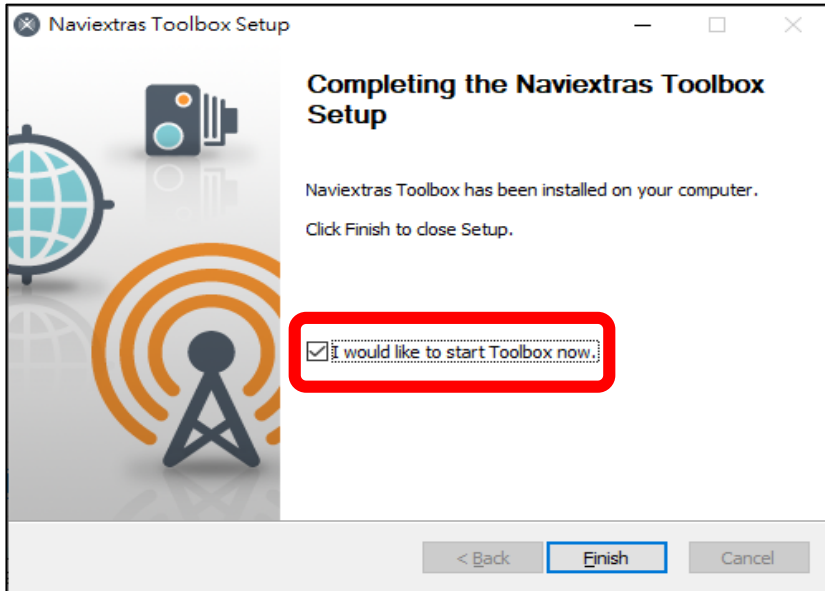 Naviextras Toolbox Setup
Completing the Naviextras Toolbox
Setup
Naviextras Toolbox has been installed on your computer.
Click Finish to close Setup.
I would like to start Toolbox now.
< Back
Finish
Cancel